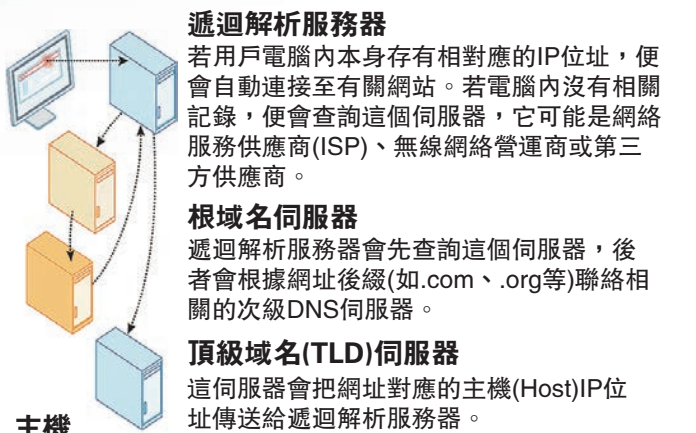 遞迴解析服務器
若用戶電腦內本身存有相對應的IP位址，便
會自動連接至有關網站。若電腦內沒有相關
記錄，便會查詢這個伺服器，它可能是網絡
服務供應商(ISP)、無線網絡營運商或第三
方供應商。
根域名伺服器
遞迴解析服務器會先查詢這個伺服器，後
者會根據網址後綴(如.com、.org等)聯絡相
關的次級DNS伺服器。
頂級域名(TLD)伺服器
這伺服器會把網址對應的主機(Host)IP位
址傳送給遞迴解析服務器。
主機